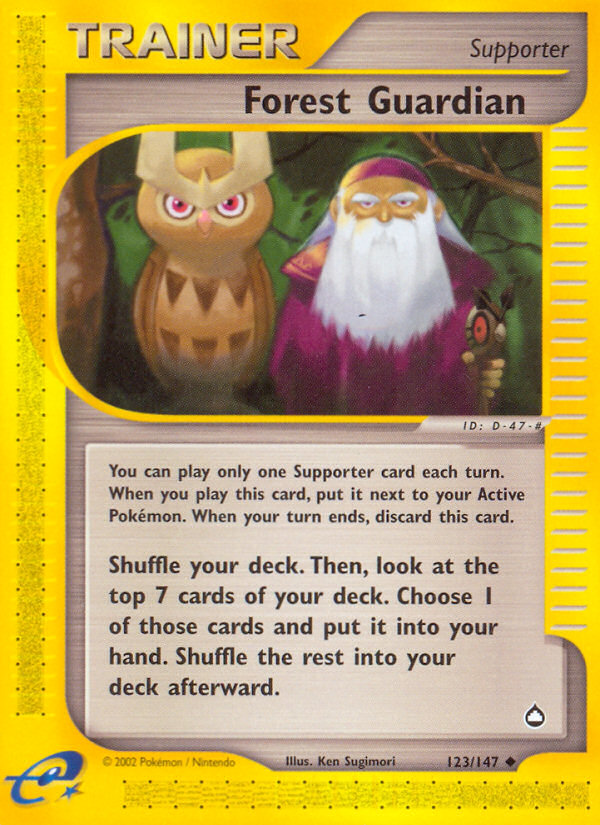 TRAINER
Supporter
Forest Guardian
ID: D-47-#
You can play only one Supporter card each turn.
When you play this card, put it next to your Active
Pokémon. When your turn ends, discard this card.
Shuffle your deck. Then, look at the
top 7 cards of your deck. Choose 1
of those cards and put it into your
hand. Shuffle the rest into your
deck afterward.
© 2002 Pokémon / Nintendo
Illus. Ken Sugimori
123/147 ◆
e